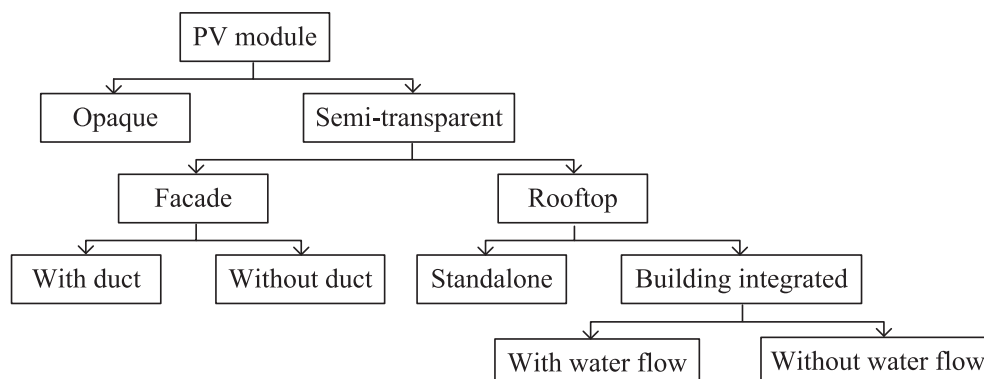 PV module
Opaque
Semi-transparent
Facade
Rooftop
With duct
Without duct
Standalone
Building integrated
With water flow
Without water flow